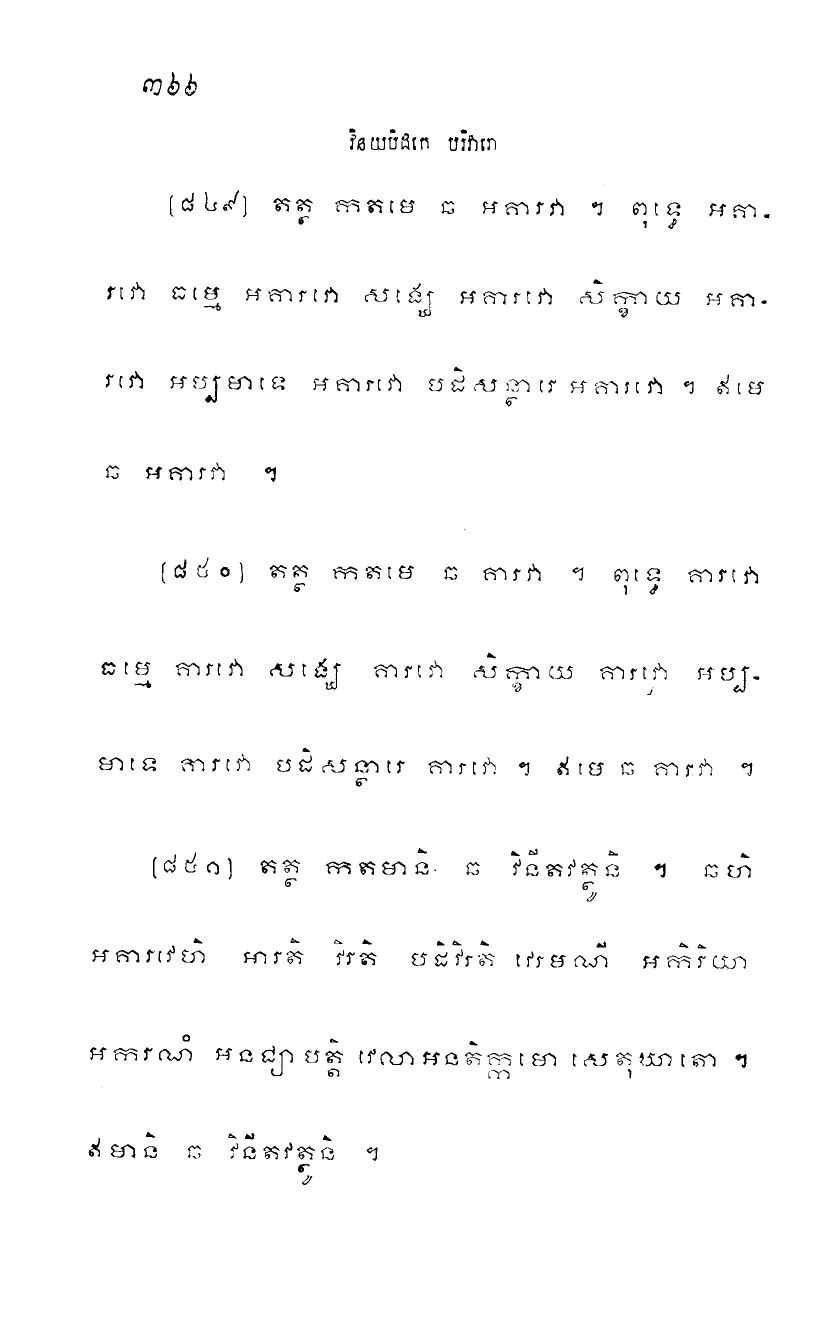 ៣៦៦
វិនយបិដកេ បរិវារោ
[៨៤៩] តត្ថ កតមេ ឆ អគារវា ។ ពុទ្ធេ អគា-
រវោ ធម្មេ អគារវោ សង្ឃេ អគារវោ សិក្ខាយ អគា-
រវោ អប្បមាទេ អគារវោ បដិសន្ថារេ អគារវោ ។ ឥមេ
ឆ អគារវា ។
[៨៥០] តត្ថ កតមេ ឆ គារវា ។ ពុទ្ធេ គារវោ
ធម្មេ គារវោ សង្ឃេ គារវោ សិក្ខាយ គារវោ អប្ប-
មាទេ គារវោ បដិសន្ថារេ គារវោ ។ ឥមេ ឆ គារវា ។
[៨៥១] តត្ថ កតមានិ ឆ វិនីតវត្ថូនិ ។ ឆហិ
អគារវេហិ អារតិ វិរតិ បដិវិរតិ វេរមណី អកិរិយា
អករណំ អនជ្ឈាបត្តិ វេលាអនតិក្កមោ សេតុឃាតោ ។
ឥមានិ ឆ វិនីតវត្ថូនិ ។